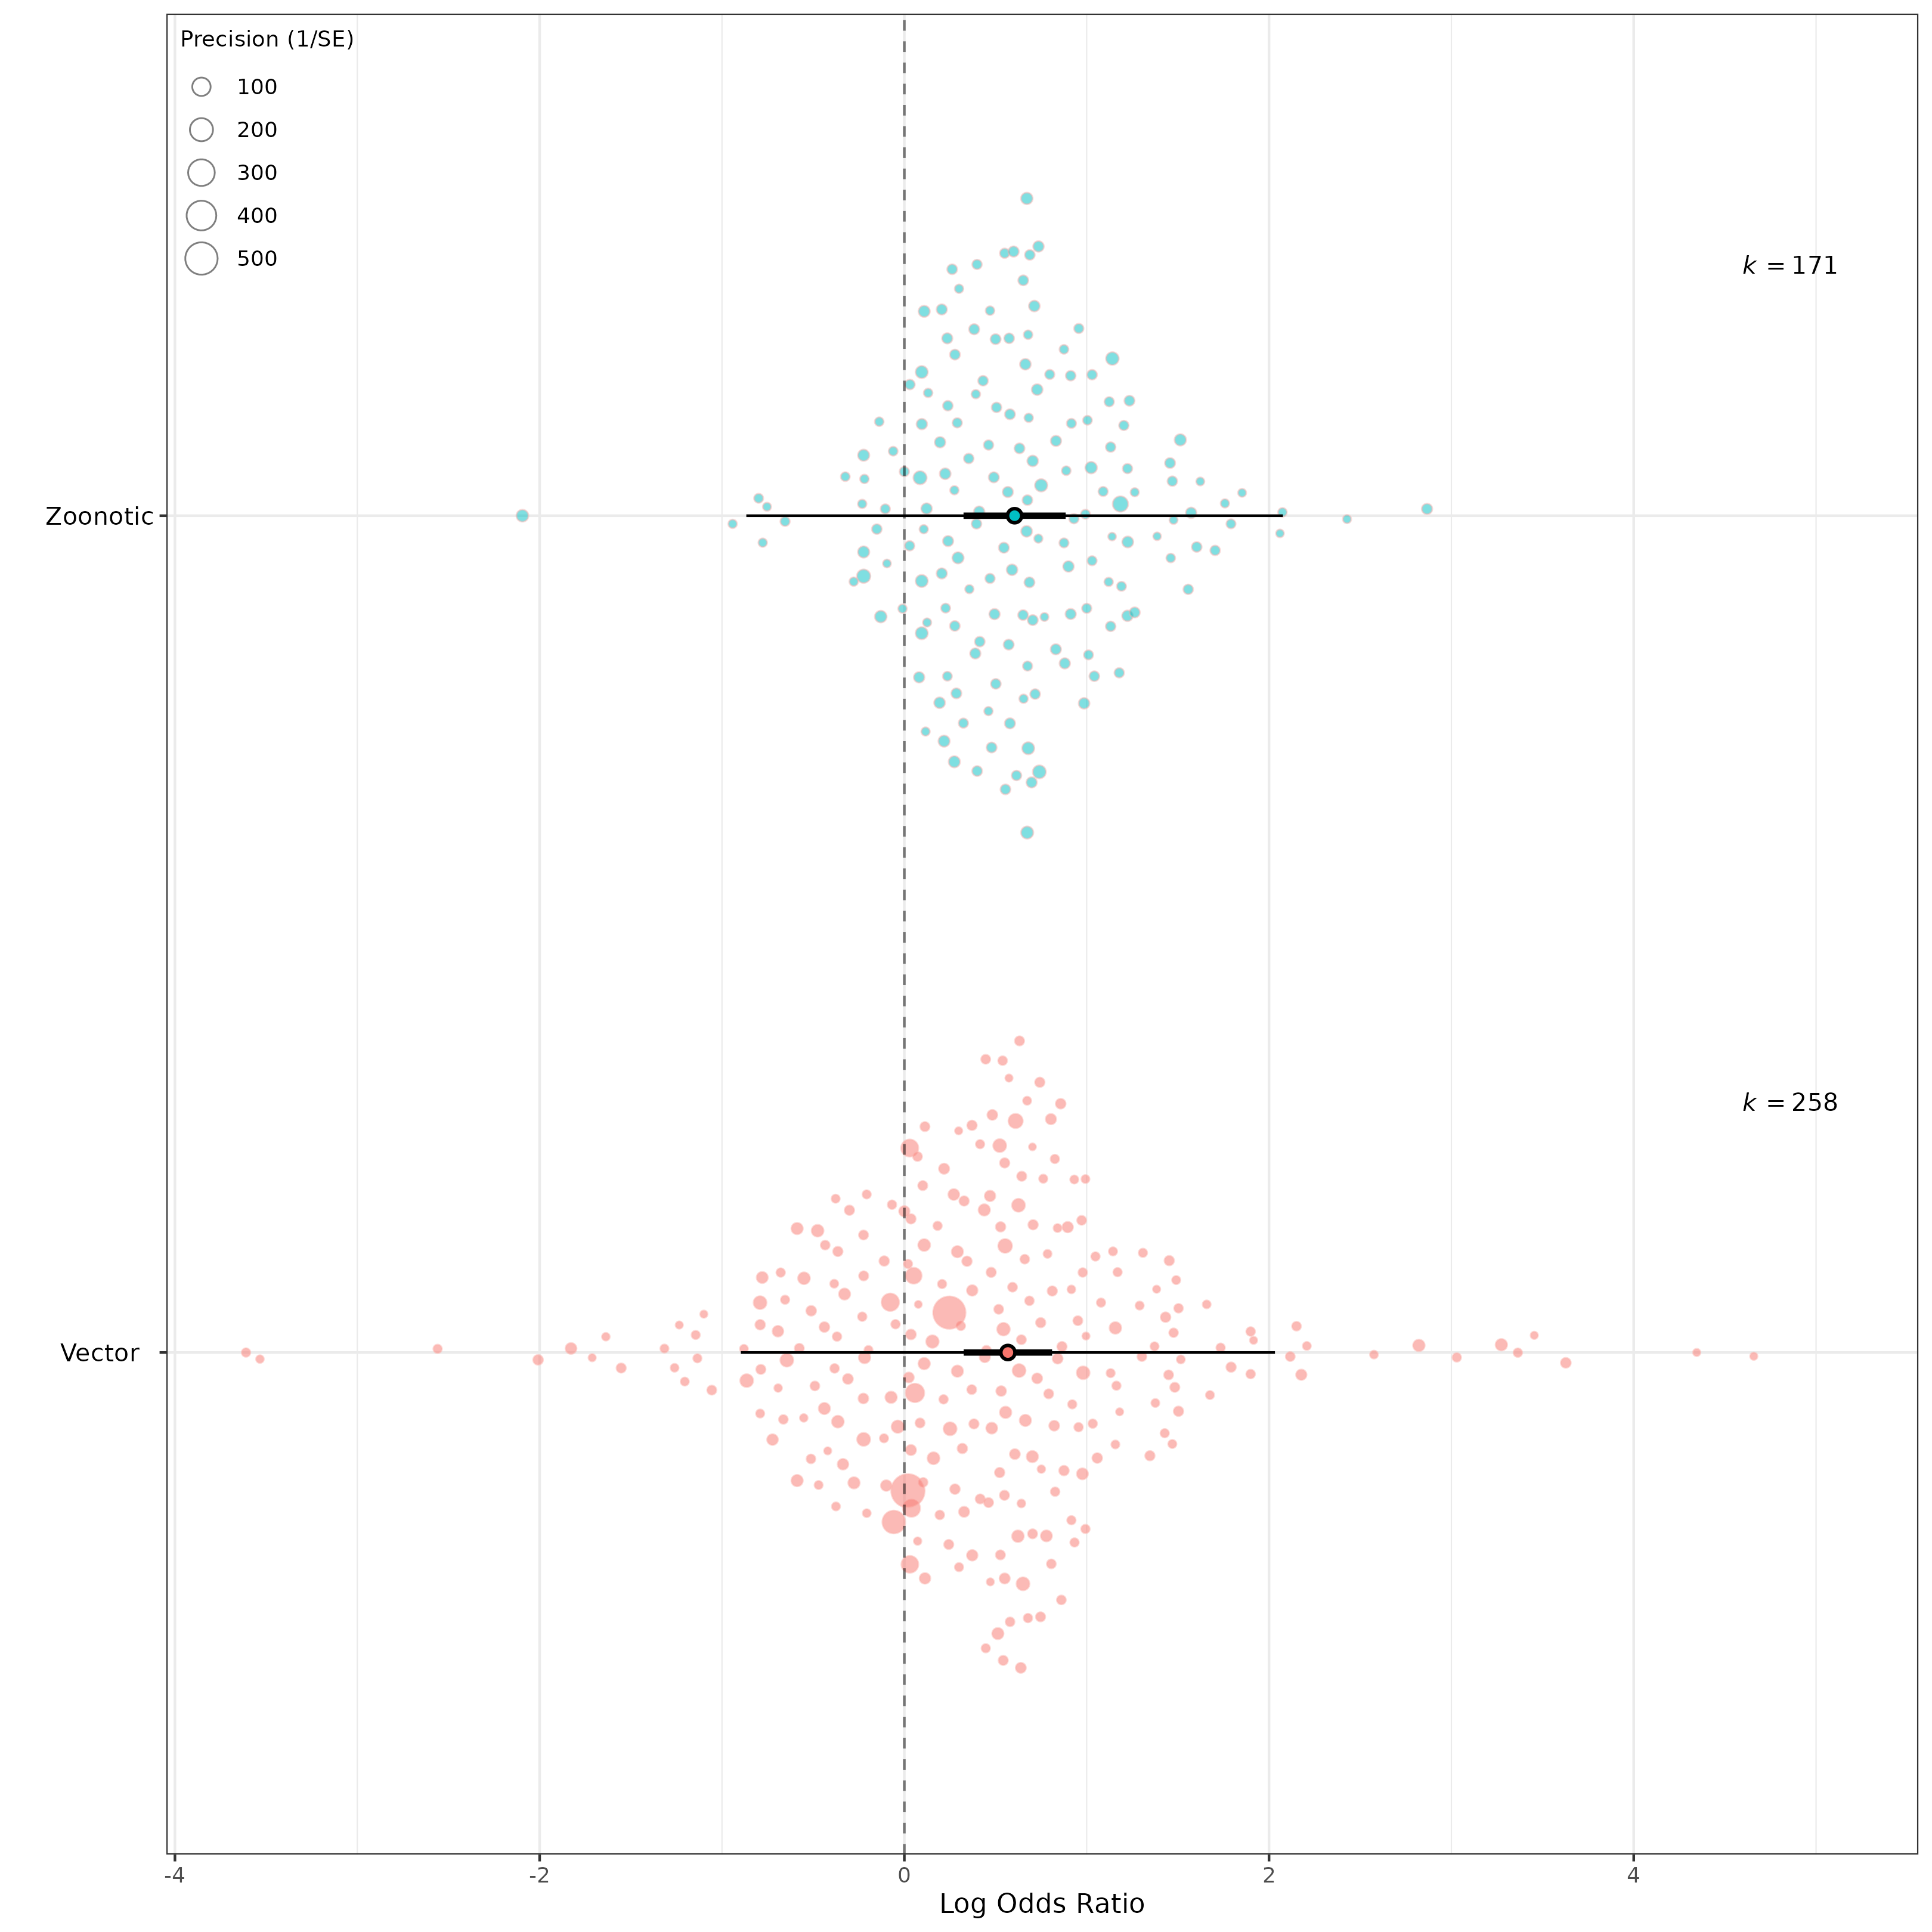 Precision (1/SE)
100
200
300
400
500
k = 171
Zoonotic
k = 258
Vector
-4 -2 0 2 4
Log Odds Ratio